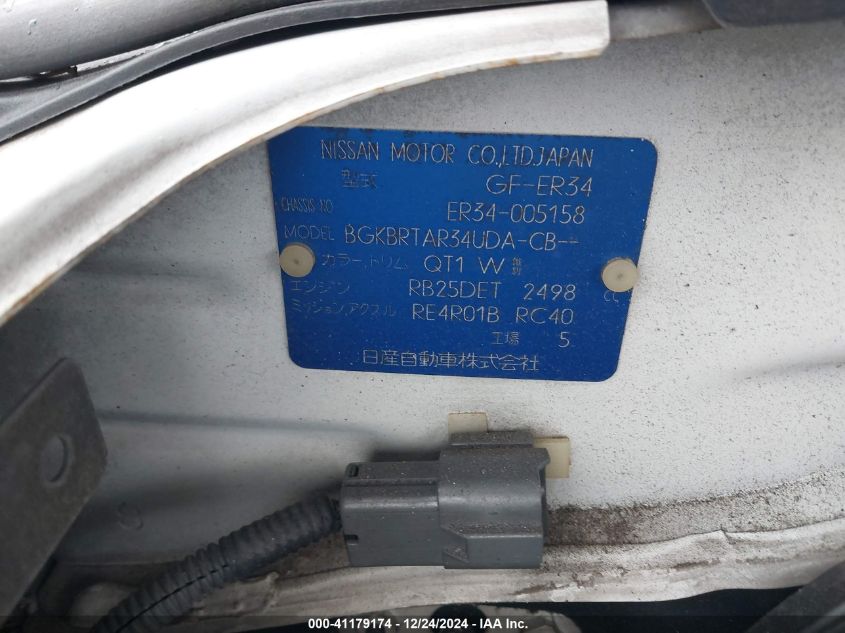 NISSAN MOTOR CO.,LTD.JAPAN
型式 GF-ER34
CHASSIS NO ER34-005158
MODEL BGKBRTAR34UDA-CB--
カラー,トリム, QT1 W
エンジン RB25DET 2498 CC
ミッション,アクスル RE4R01B RC40
工場 5
日産自動車株式会社
000-41179174 / 12/24/2024 - IAA Inc.